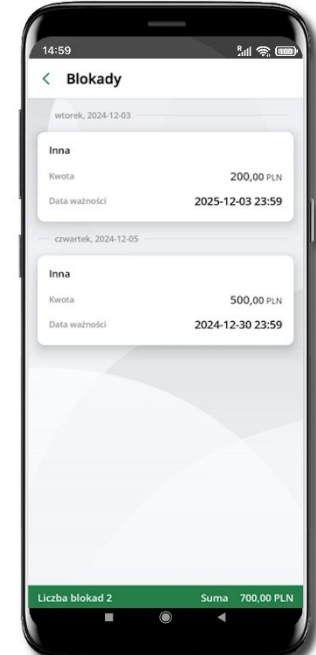 14:59
Blokady
wtorek, 2024-12-03
Inna
Kwota 200,00 PLN
Data ważności 2025-12-03 23:59
czwartek, 2024-12-05
Inna
Kwota 500,00 PLN
Data ważności 2024-12-30 23:59
Liczba blokad 2 Suma 700,00 PLN